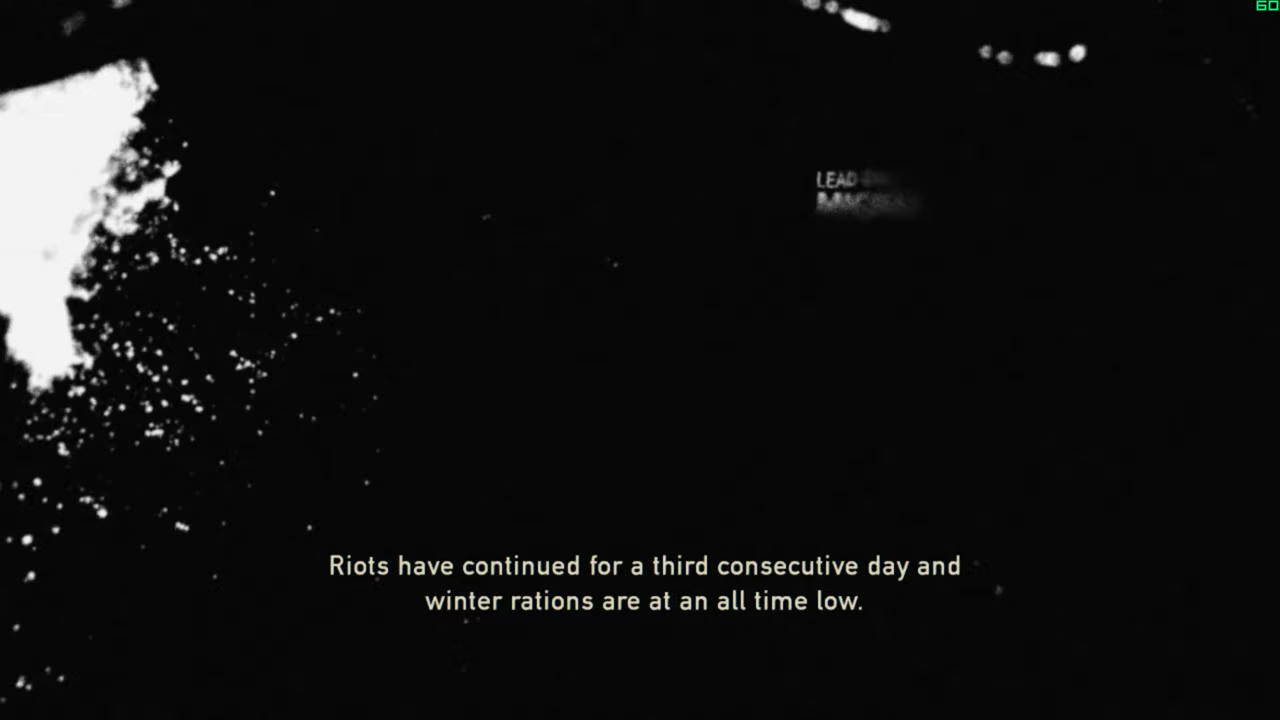 60
LEAD
Riots have continued for a third consecutive day and
winter rations are at an all time low.